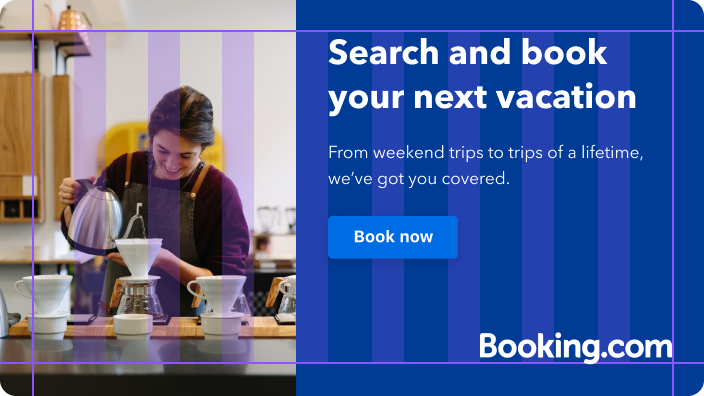 Search and book
your next vacation
From weekend trips to trips of a lifetime,
we’ve got you covered.
Book now
Booking.com